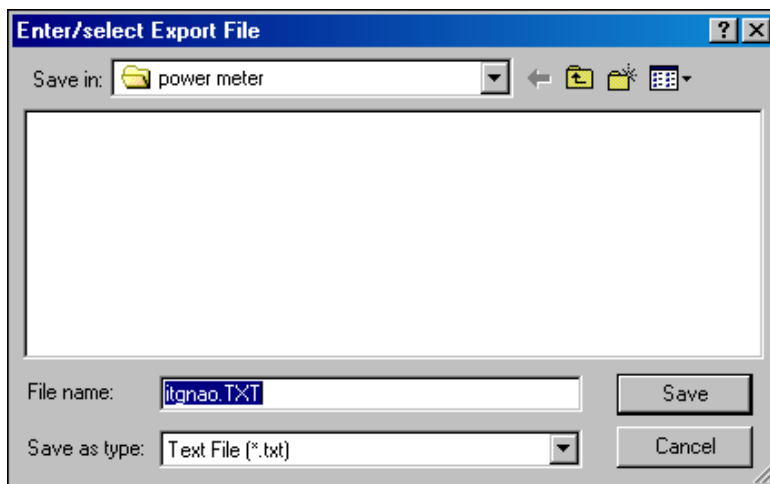 Enter/select Export File
Save in: power meter
File name: itgnao.TXT Save
Save as type: Text File (*.txt) Cancel